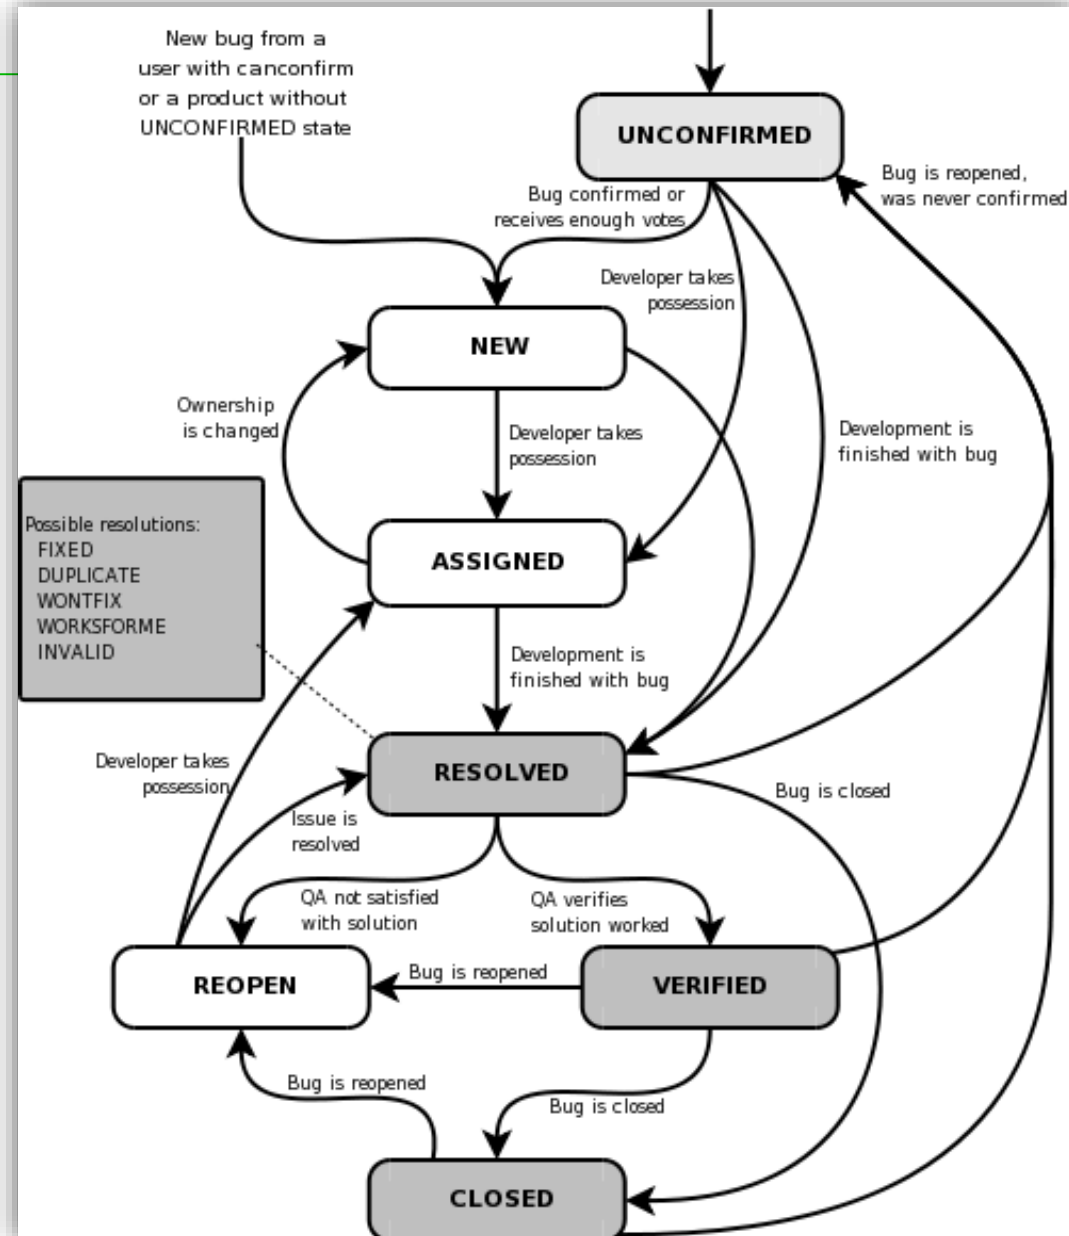 New bug from a
user with canconfirm
or a product without
UNCONFIRMED state
UNCONFIRMED
Bug is reopened,
was never confirmed
Bug confirmed or
receives enough votes
Developer takes
possession
NEW
Ownership
is changed
Developer takes
possession
Development is
finished with bug
Possible resolutions:
FIXED
DUPLICATE
WONTFIX
WORKSFORME
INVALID
ASSIGNED
Development is
finished with bug
Developer takes
possession
RESOLVED
Bug is closed
Issue is
resolved
QA not satisfied
with solution
QA verifies
solution worked
REOPEN
Bug is reopened
VERIFIED
Bug is reopened
Bug is closed
CLOSED